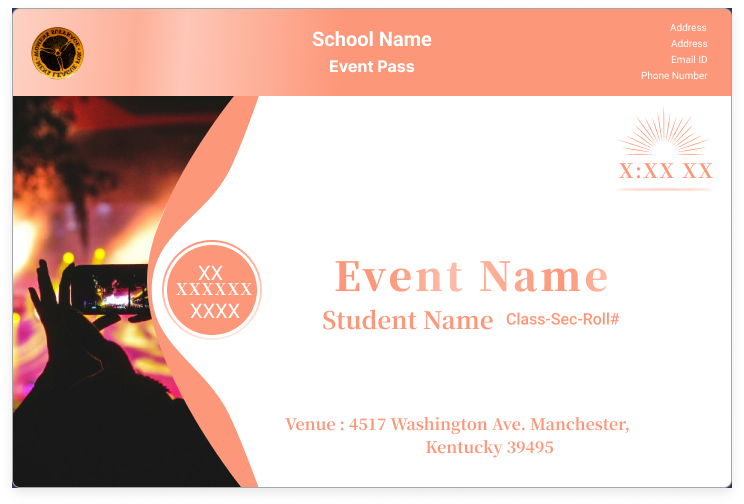 School Name
Event Pass
Address
Address
Email ID
Phone Number
X:XX XX
XX
XXXXXX
XXXX
Event Name
Student Name Class-Sec-Roll#
Venue : 4517 Washington Ave. Manchester,
Kentucky 39495